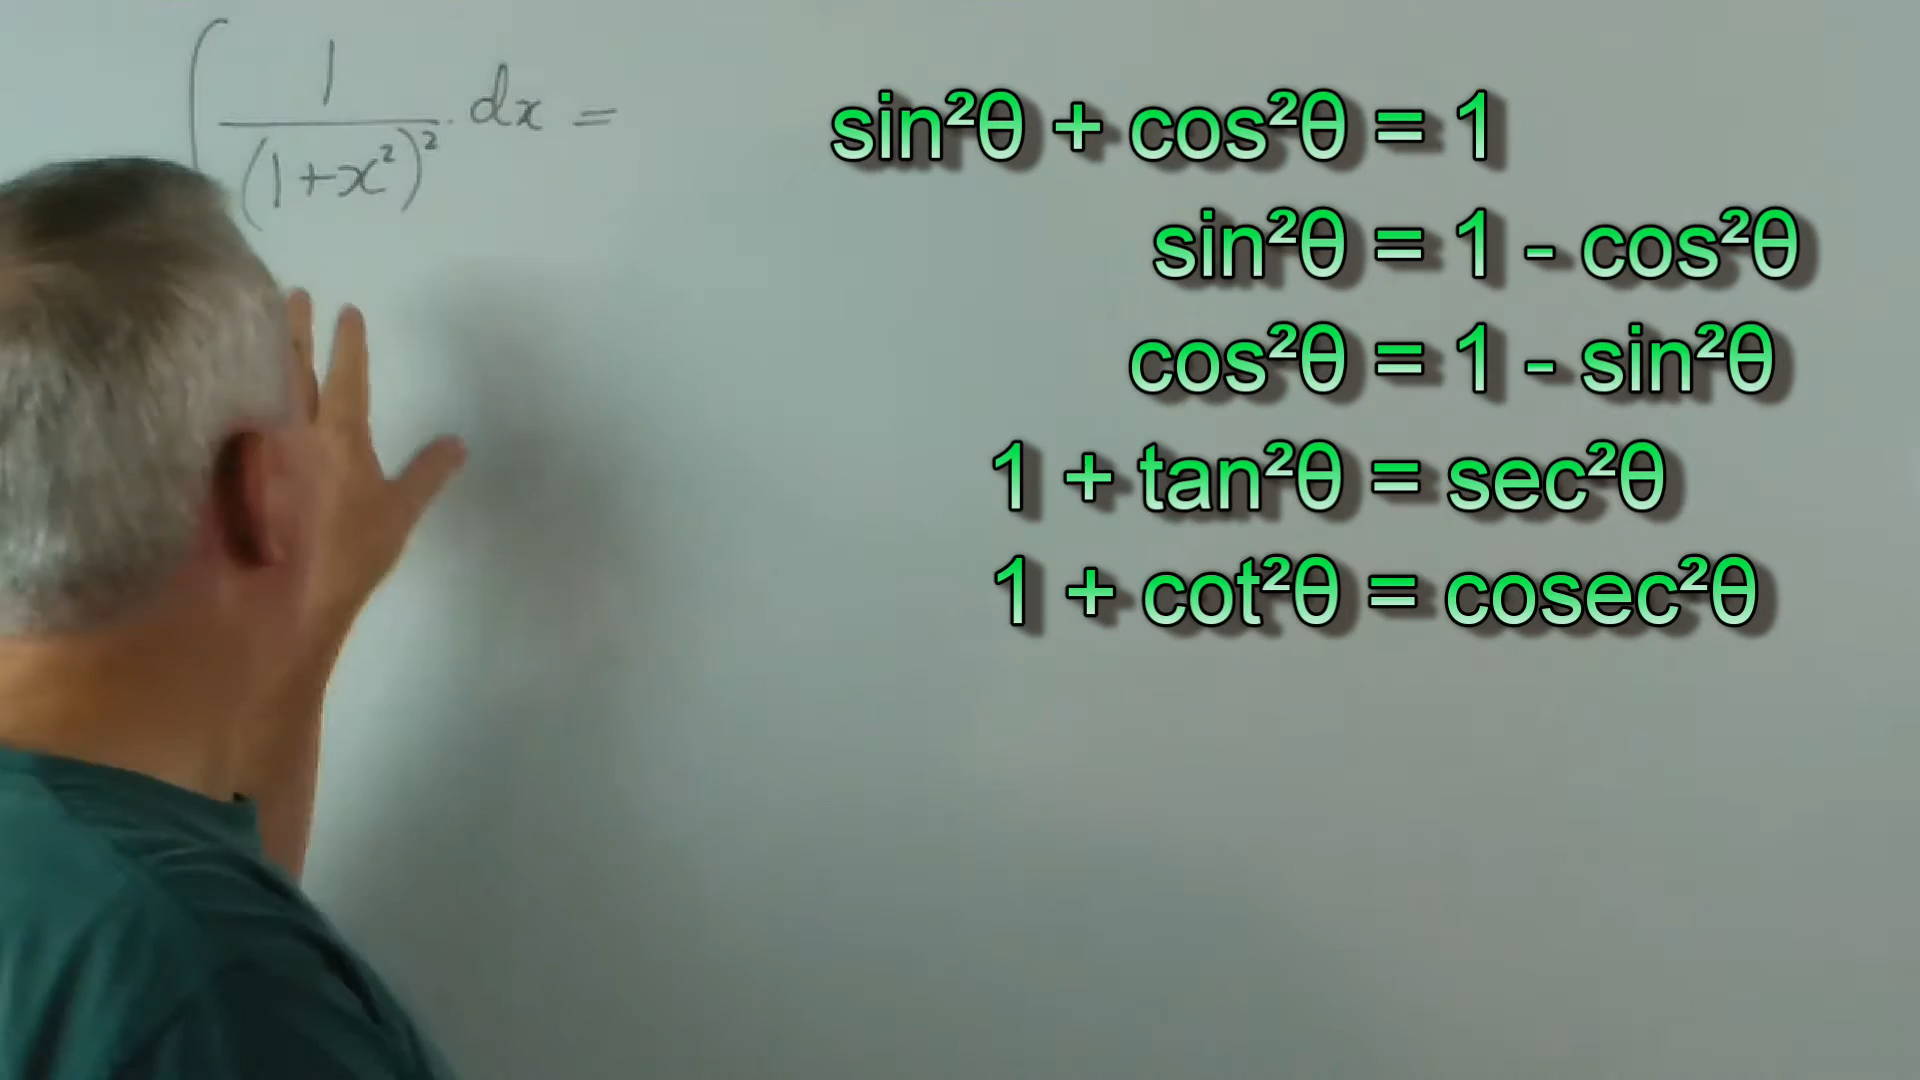 ∫ 1/(1+x²)² . dx =
sin²θ + cos²θ = 1
sin²θ = 1 - cos²θ
cos²θ = 1 - sin²θ
1 + tan²θ = sec²θ
1 + cot²θ = cosec²θ